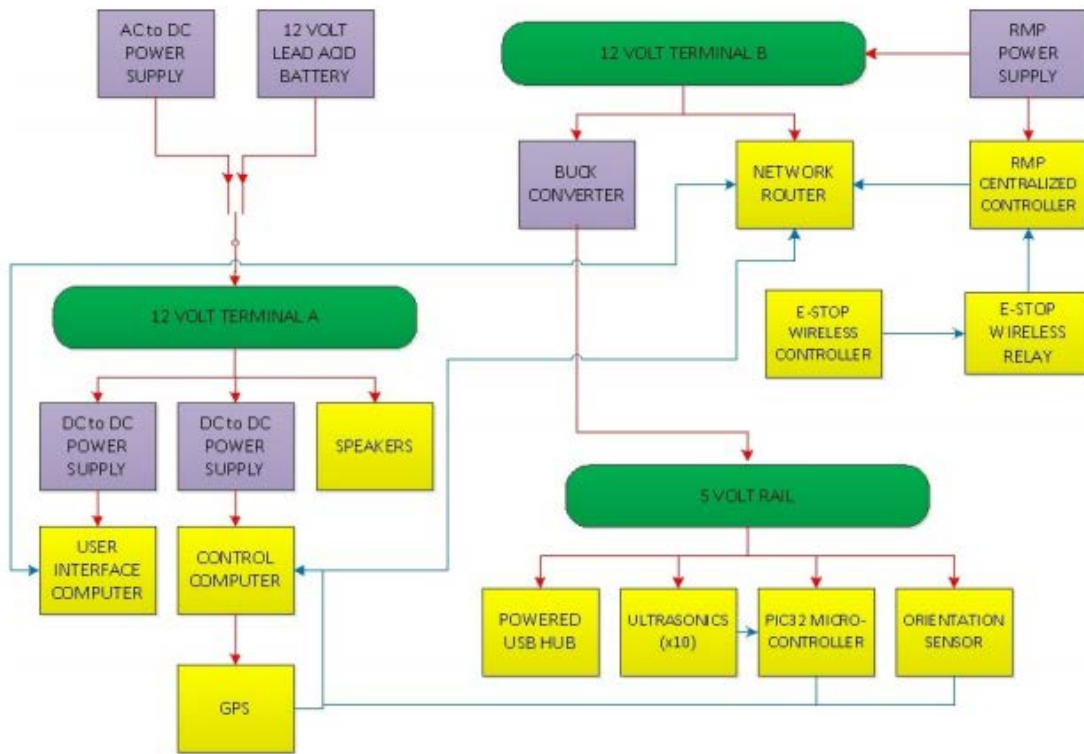 AC to DC
POWER
SUPPLY
12 VOLT
LEAD ACID
BATTERY
12 VOLT TERMINAL B
RMP
POWER
SUPPLY
BUCK
CONVERTER
NETWORK
ROUTER
RMP
CENTRALIZED
CONTROLLER
12 VOLT TERMINAL A
E-STOP
WIRELESS
CONTROLLER
E-STOP
WIRELESS
RELAY
DC to DC
POWER
SUPPLY
DC to DC
POWER
SUPPLY
SPEAKERS
5 VOLT RAIL
USER
INTERFACE
COMPUTER
CONTROL
COMPUTER
POWERED
USB HUB
ULTRASONICS
(x10)
PIC32 MICRO-
CONTROLLER
ORIENTATION
SENSOR
GPS